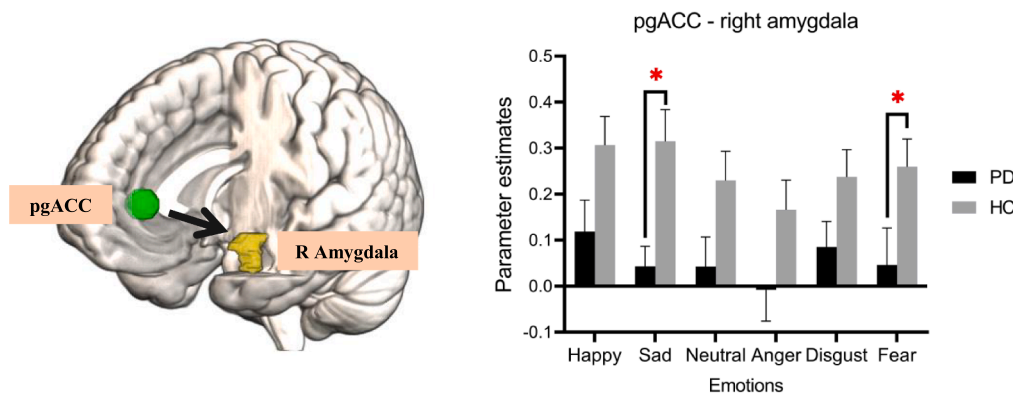 pgACC
R Amygdala
pgACC - right amygdala
Parameter estimates
0.5
0.4
0.3
0.2
0.1
0.0
-0.1
*
*
Happy Sad Neutral Anger Disgust Fear
Emotions
PD
HC